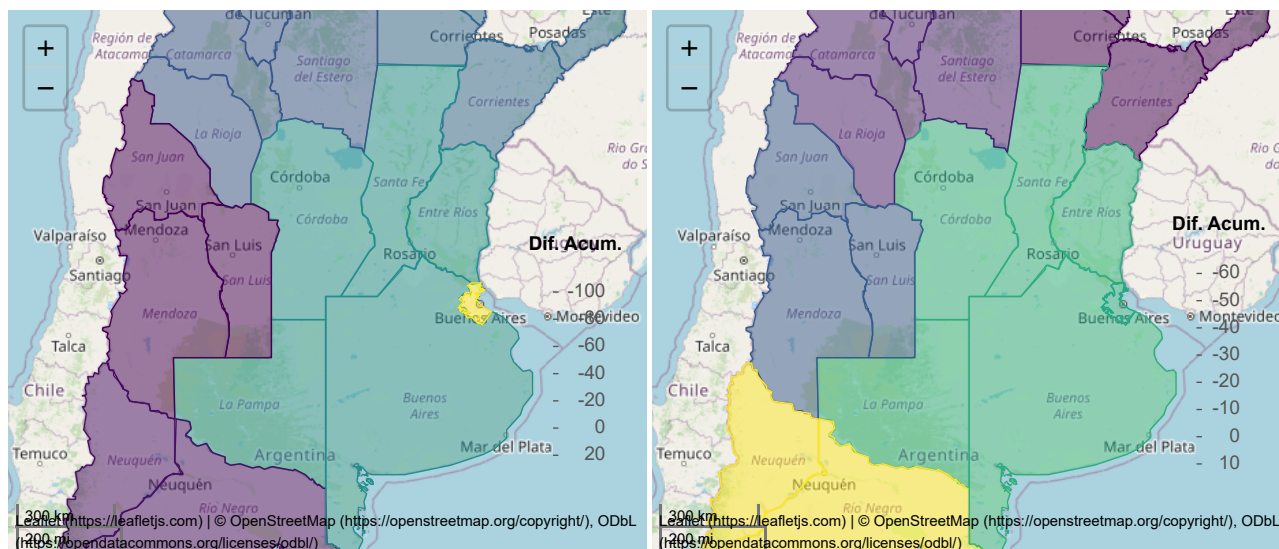 de Tucumán
+
−
Región de
Atacama
Catamarca
Santiago
del Estero
Corrientes
Posadas
Corrientes
La Rioja
San Juan
Córdoba
Santa Fe
San Juan
Córdoba
Entre Ríos
Valparaíso
Mendoza
San Luis
Rosario
Dif. Acum.
Santiago
San Luis
-100
Mendoza
Buenos Aires
-80
Montevideo
Talca
-60
-40
Chile
La Pampa
Buenos
Aires
-20
0
Temuco
Neuquén
Argentina
Mar del Plata
20
Neuquén
Río Negro
300 km
Leaflet (https://leafletjs.com) | © OpenStreetMap (https://openstreetmap.org/copyright/), ODbL
200 mi
(https://opendatacommons.org/licenses/odbl/)
de Tucumán
Este
+
−
Región de
Atacama
Catamarca
Santiago
del Estero
Corrientes
Posadas
Corrientes
La Rioja
San Juan
Córdoba
Santa Fe
San Juan
Córdoba
Entre Ríos
Dif. Acum.
Valparaíso
Mendoza
San Luis
Rosario
Uruguay
Santiago
San Luis
-60
-50
Mendoza
Buenos Aires
Montevideo
-40
Talca
-30
-20
Chile
La Pampa
Buenos
Aires
-10
0
Temuco
Neuquén
Argentina
Mar del Plata
10
Neuquén
Río Negro
300 km
Leaflet (https://leafletjs.com) | © OpenStreetMap (https://openstreetmap.org/copyright/), ODbL
200 mi
(https://opendatacommons.org/licenses/odbl/)